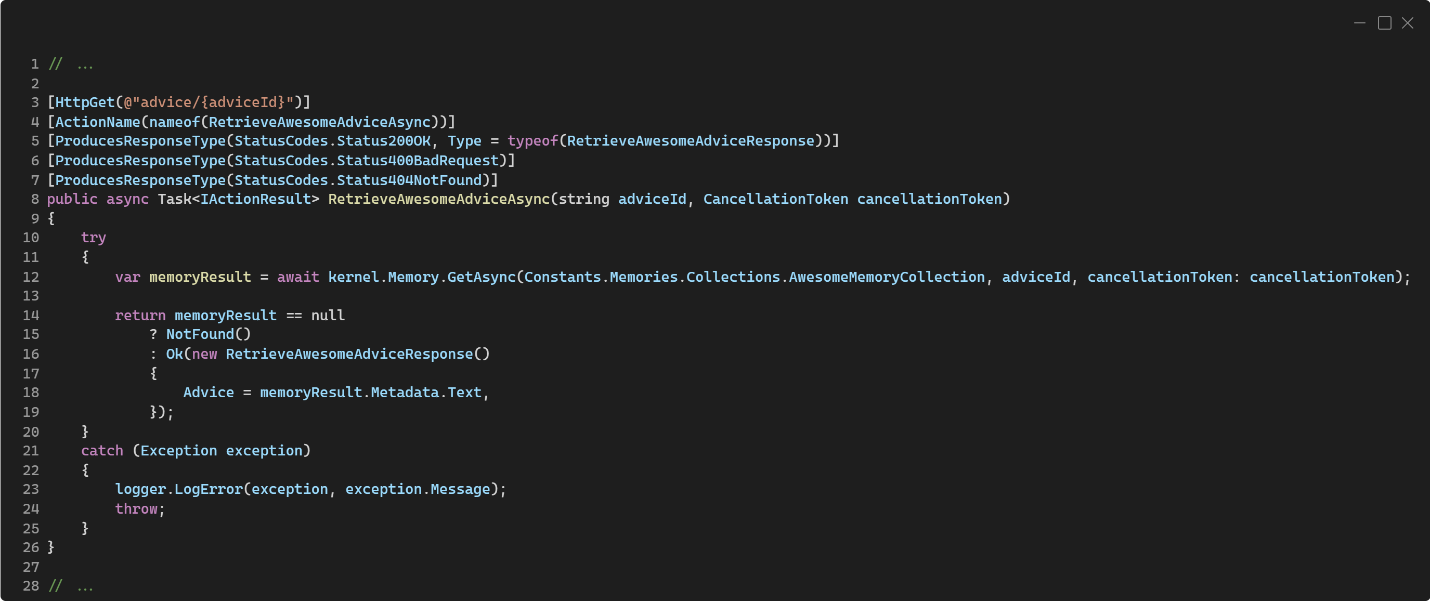 1 // ...
2
3 [HttpGet(@"advice/{adviceId}")]
4 [ActionName(nameof(RetrieveAwesomeAdviceAsync))]
5 [ProducesResponseType(StatusCodes.Status200OK, Type = typeof(RetrieveAwesomeAdviceResponse))]
6 [ProducesResponseType(StatusCodes.Status400BadRequest)]
7 [ProducesResponseType(StatusCodes.Status404NotFound)]
8 public async Task<IActionResult> RetrieveAwesomeAdviceAsync(string adviceId, CancellationToken cancellationToken)
9 {
10     try
11     {
12         var memoryResult = await kernel.Memory.GetAsync(Constants.Memories.Collections.AwesomeMemoryCollection, adviceId, cancellationToken: cancellationToken);
13
14         return memoryResult == null
15             ? NotFound()
16             : Ok(new RetrieveAwesomeAdviceResponse()
17             {
18                 Advice = memoryResult.Metadata.Text,
19             });
20     }
21     catch (Exception exception)
22     {
23         logger.LogError(exception, exception.Message);
24         throw;
25     }
26 }
27
28 // ...